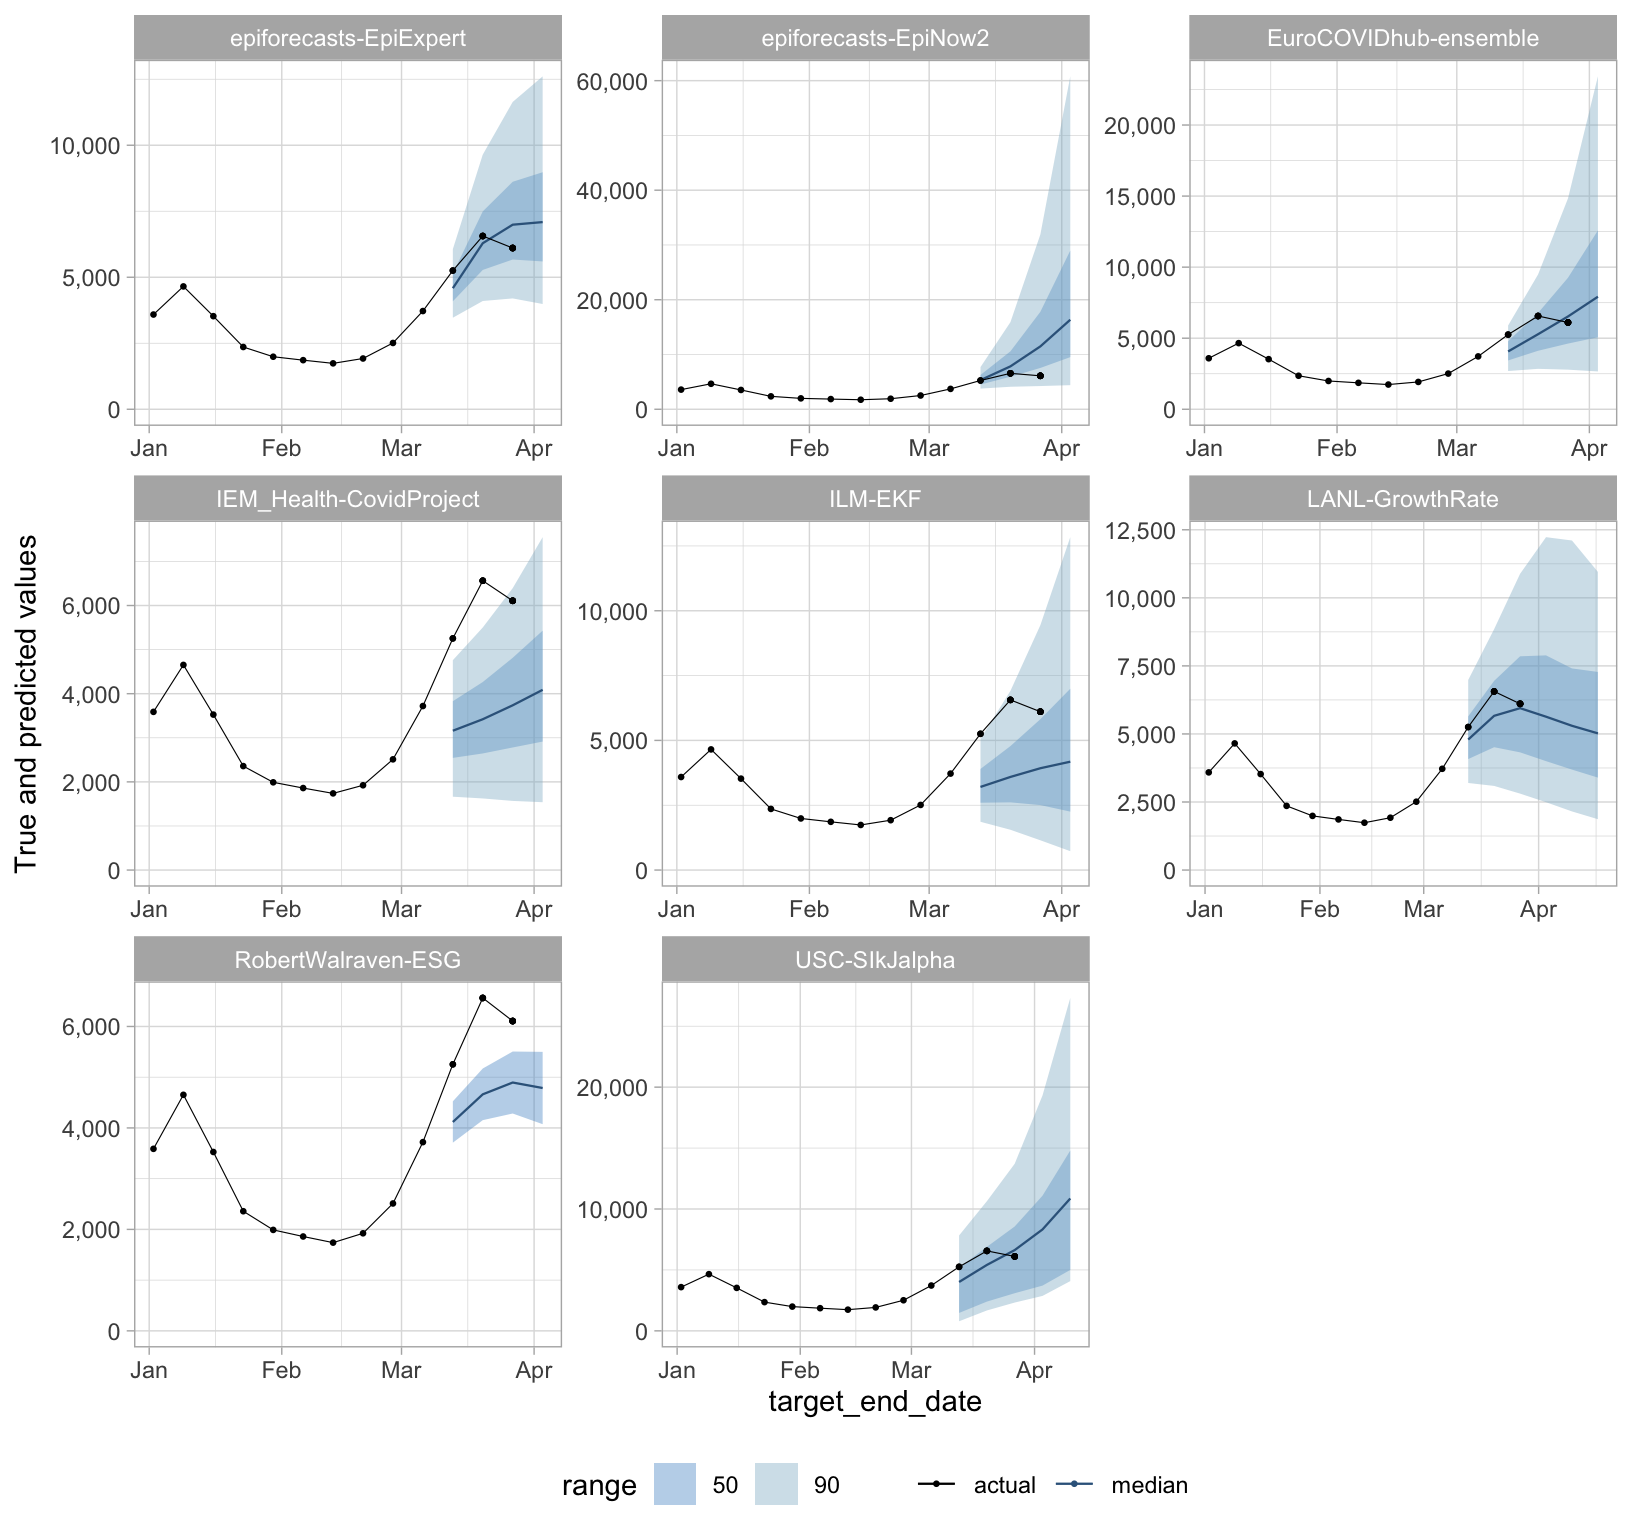 epiforecasts-EpiExpert
epiforecasts-EpiNow2
EuroCOVIDhub-ensemble
10,000
5,000
0
Jan Feb Mar Apr
60,000
40,000
20,000
0
Jan Feb Mar Apr
20,000
15,000
10,000
5,000
0
Jan Feb Mar Apr
True and predicted values
IEM_Health-CovidProject
ILM-EKF
LANL-GrowthRate
6,000
4,000
2,000
0
Jan Feb Mar Apr
10,000
5,000
0
Jan Feb Mar Apr
12,500
10,000
7,500
5,000
2,500
0
Jan Feb Mar Apr
RobertWalraven-ESG
USC-SIkJalpha
6,000
4,000
2,000
0
Jan Feb Mar Apr
20,000
10,000
0
Jan Feb Mar Apr
target_end_date
range 50 90 actual median